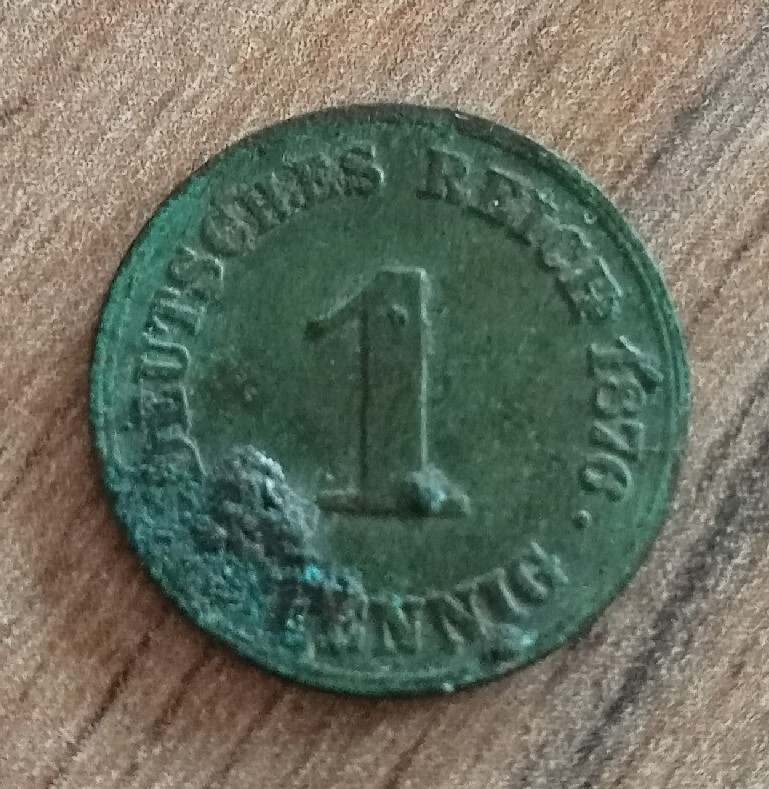 DEUTSCHES REICH 1876.
1
PFENNIG